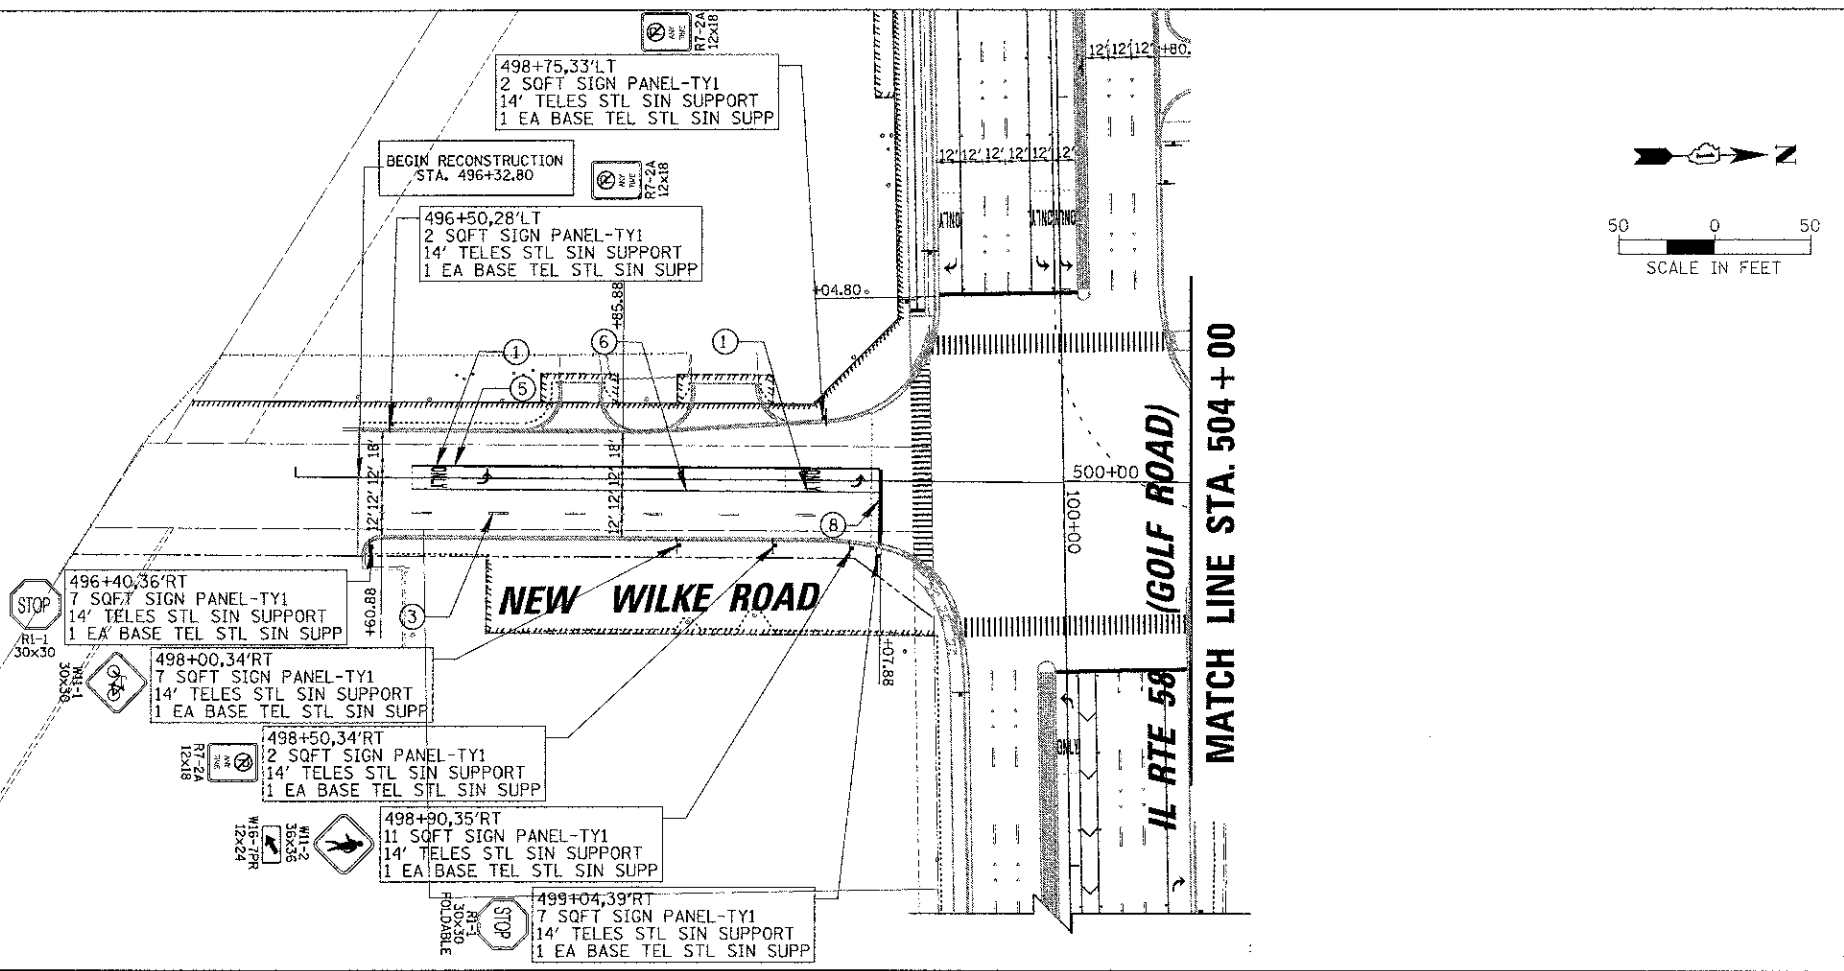 ANY
TIME
R7-2A
12x18
498+75,33'LT
2 SQFT SIGN PANEL-TY1
14' TELES STL SIN SUPPORT
1 EA BASE TEL STL SIN SUPP
12' 12' 12' +80.
BEGIN RECONSTRUCTION
STA. 496+32.80
ANY
TIME
R7-2A
12x18
12' 12' 12' 12' 12' 12'
N
50 0 50
SCALE IN FEET
496+50,28'LT
2 SQFT SIGN PANEL-TY1
14' TELES STL SIN SUPPORT
1 EA BASE TEL STL SIN SUPP
ONLY
ONLY
ONLY
+85.88
+04.80
1
6
1
5
12' 12' 12' 18'
ONLY
12' 12' 12' 18'
ONLY
8
500+00
100+00
IL RTE 58 (GOLF ROAD)
MATCH LINE STA. 504+00
NEW WILKE ROAD
3
+60.88
+07.88
STOP
R1-1
30x30
496+40,36'RT
7 SQFT SIGN PANEL-TY1
14' TELES STL SIN SUPPORT
1 EA BASE TEL STL SIN SUPP
W11-1
30x30
498+00,34'RT
7 SQFT SIGN PANEL-TY1
14' TELES STL SIN SUPPORT
1 EA BASE TEL STL SIN SUPP
R7-2A
12x18
ANY
TIME
498+50,34'RT
2 SQFT SIGN PANEL-TY1
14' TELES STL SIN SUPPORT
1 EA BASE TEL STL SIN SUPP
ONLY
W11-2
36x36
W16-7PR
12x24
498+90,35'RT
11 SQFT SIGN PANEL-TY1
14' TELES STL SIN SUPPORT
1 EA BASE TEL STL SIN SUPP
STOP
R1-1
30x30
FOLDABLE
499+04,39'RT
7 SQFT SIGN PANEL-TY1
14' TELES STL SIN SUPPORT
1 EA BASE TEL STL SIN SUPP